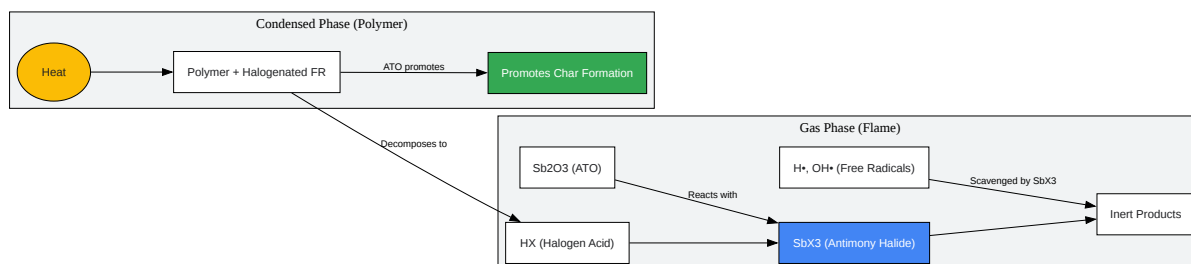 Condensed Phase (Polymer)
Heat
Polymer + Halogenated FR
ATO promotes
Promotes Char Formation
Decomposes to
Gas Phase (Flame)
Sb2O3 (ATO)
H•, OH• (Free Radicals)
Reacts with
Scavenged by SbX3
Inert Products
HX (Halogen Acid)
SbX3 (Antimony Halide)